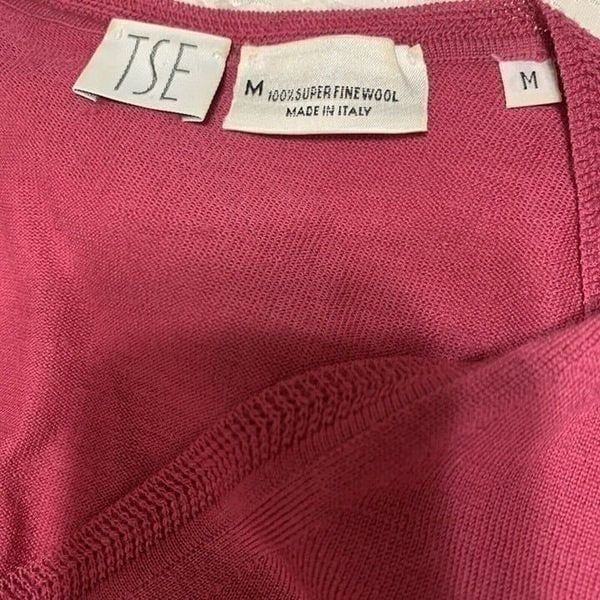 TSE
M 100% SUPER FINE WOOL
MADE IN ITALY
M